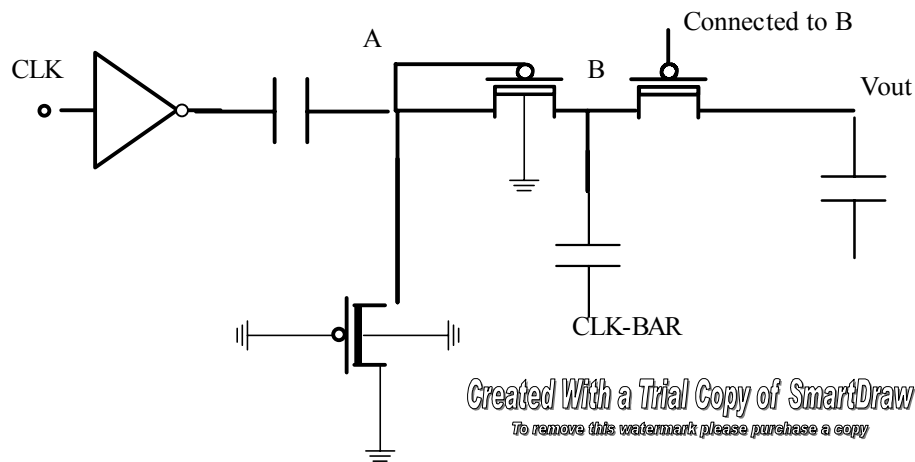 Connected to B
A
CLK
B
Vout
CLK-BAR
Created With a Trial Copy of SmartDraw
To remove this watermark please purchase a copy